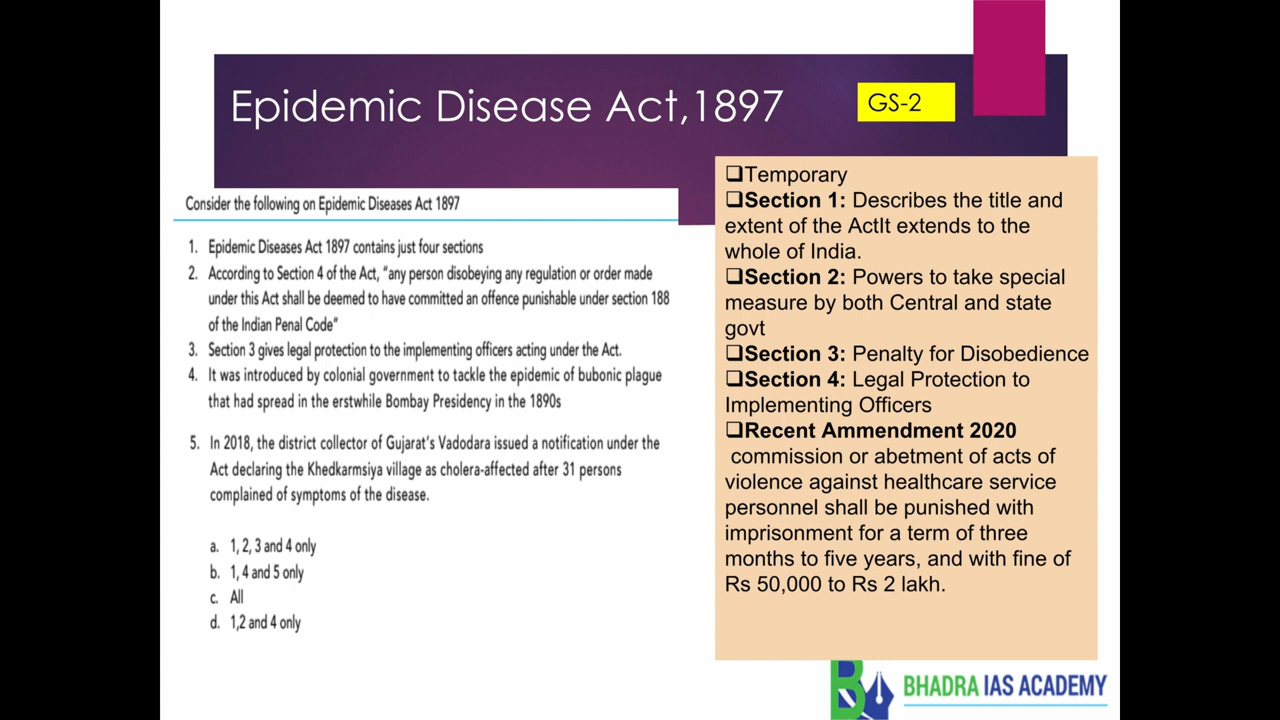 Epidemic Disease Act,1897
GS-2
Consider the following on Epidemic Diseases Act 1897
1. Epidemic Diseases Act 1897 contains just four sections
2. According to Section 4 of the Act, “any person disobeying any regulation or order made
under this Act shall be deemed to have committed an offence punishable under section 188
of the Indian Penal Code”
3. Section 3 gives legal protection to the implementing officers acting under the Act.
4. It was introduced by colonial government to tackle the epidemic of bubonic plague
that had spread in the erstwhile Bombay Presidency in the 1890s
5. In 2018, the district collector of Gujarat’s Vadodara issued a notification under the
Act declaring the Khedkarmsiya village as cholera-affected after 31 persons
complained of symptoms of the disease.
a. 1, 2, 3 and 4 only
b. 1, 4 and 5 only
c. All
d. 1,2 and 4 only
❑Temporary
❑Section 1: Describes the title and
extent of the ActIt extends to the
whole of India.
❑Section 2: Powers to take special
measure by both Central and state
govt
❑Section 3: Penalty for Disobedience
❑Section 4: Legal Protection to
Implementing Officers
❑Recent Ammendment 2020
commission or abetment of acts of
violence against healthcare service
personnel shall be punished with
imprisonment for a term of three
months to five years, and with fine of
Rs 50,000 to Rs 2 lakh.
B
BHADRA IAS ACADEMY